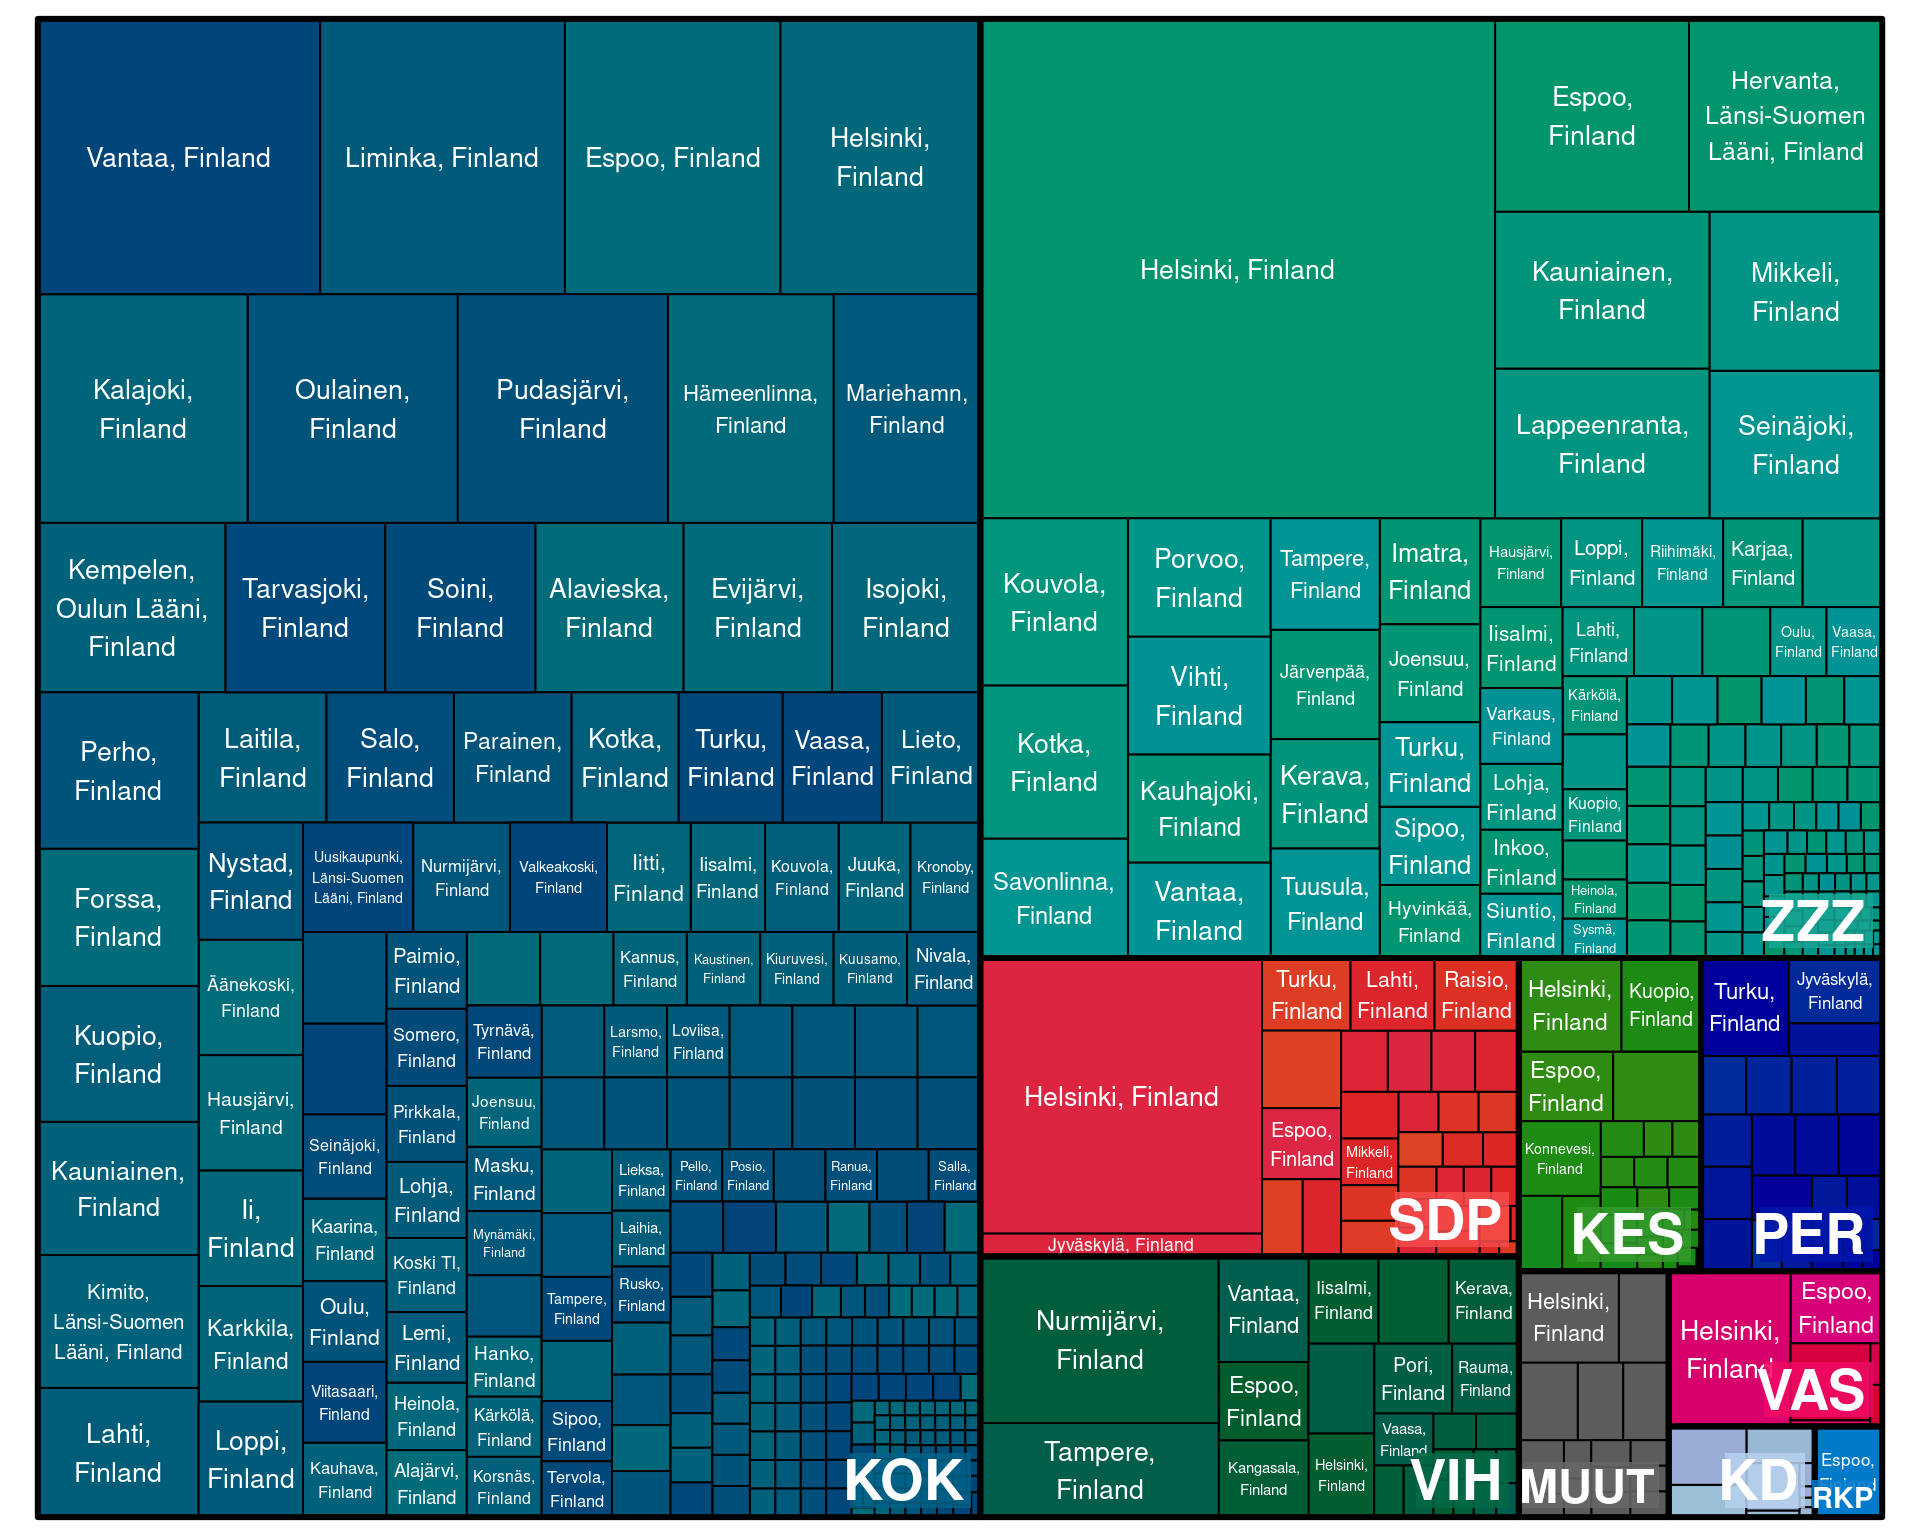 Vantaa, Finland
Liminka, Finland
Espoo, Finland
Helsinki,
Finland
Kalajoki,
Finland
Oulainen,
Finland
Pudasjärvi,
Finland
Hämeenlinna,
Finland
Mariehamn,
Finland
Kempelen,
Oulun Lääni,
Finland
Tarvasjoki,
Finland
Soini,
Finland
Alavieska,
Finland
Evijärvi,
Finland
Isojoki,
Finland
Perho,
Finland
Laitila,
Finland
Salo,
Finland
Parainen,
Finland
Kotka,
Finland
Turku,
Finland
Vaasa,
Finland
Lieto,
Finland
Forssa,
Finland
Kuopio,
Finland
Kauniainen,
Finland
Kimito,
Länsi-Suomen
Lääni, Finland
Lahti,
Finland
Nystad,
Finland
Äänekoski,
Finland
Hausjärvi,
Finland
Ii,
Finland
Karkkila,
Finland
Loppi,
Finland
Uusikaupunki,
Länsi-Suomen
Lääni, Finland
Nurmijärvi,
Finland
Valkeakoski,
Finland
Iitti,
Finland
Iisalmi,
Finland
Kouvola,
Finland
Juuka,
Finland
Kronoby,
Finland
Seinäjoki,
Finland
Kaarina,
Finland
Oulu,
Finland
Viitasaari,
Finland
Kauhava,
Finland
Paimio,
Finland
Somero,
Finland
Pirkkala,
Finland
Lohja,
Finland
Koski Tl,
Finland
Lemi,
Finland
Heinola,
Finland
Alajärvi,
Finland
Kannus,
Finland
Kaustinen,
Finland
Kiuruvesi,
Finland
Kuusamo,
Finland
Nivala,
Finland
Tyrnävä,
Finland
Larsmo,
Finland
Loviisa,
Finland
Joensuu,
Finland
Masku,
Finland
Mynämäki,
Finland
Hanko,
Finland
Kärkölä,
Finland
Korsnäs,
Finland
Tampere,
Finland
Sipoo,
Finland
Tervola,
Finland
Lieksa,
Finland
Laihia,
Finland
Rusko,
Finland
Pello,
Finland
Posio,
Finland
Ranua,
Finland
Salla,
Finland
KOK
Helsinki, Finland
Espoo,
Finland
Hervanta,
Länsi-Suomen
Lääni, Finland
Kauniainen,
Finland
Mikkeli,
Finland
Lappeenranta,
Finland
Seinäjoki,
Finland
Kouvola,
Finland
Kotka,
Finland
Savonlinna,
Finland
Porvoo,
Finland
Vihti,
Finland
Kauhajoki,
Finland
Vantaa,
Finland
Tampere,
Finland
Järvenpää,
Finland
Kerava,
Finland
Tuusula,
Finland
Imatra,
Finland
Joensuu,
Finland
Turku,
Finland
Sipoo,
Finland
Hyvinkää,
Finland
Hausjärvi,
Finland
Loppi,
Finland
Riihimäki,
Finland
Karjaa,
Finland
Iisalmi,
Finland
Varkaus,
Finland
Lohja,
Finland
Inkoo,
Finland
Siuntio,
Finland
Lahti,
Finland
Oulu,
Finland
Vaasa,
Finland
Kärkölä,
Finland
Kuopio,
Finland
Heinola,
Finland
Sysmä,
Finland
ZZZ
Helsinki, Finland
Jyväskylä, Finland
Turku,
Finland
Lahti,
Finland
Raisio,
Finland
Espoo,
Finland
Mikkeli,
Finland
SDP
Helsinki,
Finland
Kuopio,
Finland
Espoo,
Finland
Konnevesi,
Finland
KES
Turku,
Finland
Jyväskylä,
Finland
PER
Nurmijärvi,
Finland
Tampere,
Finland
Vantaa,
Finland
Espoo,
Finland
Kangasala,
Finland
Iisalmi,
Finland
Kerava,
Finland
Pori,
Finland
Rauma,
Finland
Vaasa,
Finland
Helsinki,
Finland
VIH
Helsinki,
Finland
MUUT
Helsinki,
Finland
Espoo,
Finland
VAS
KD
Espoo,
Finland
RKP